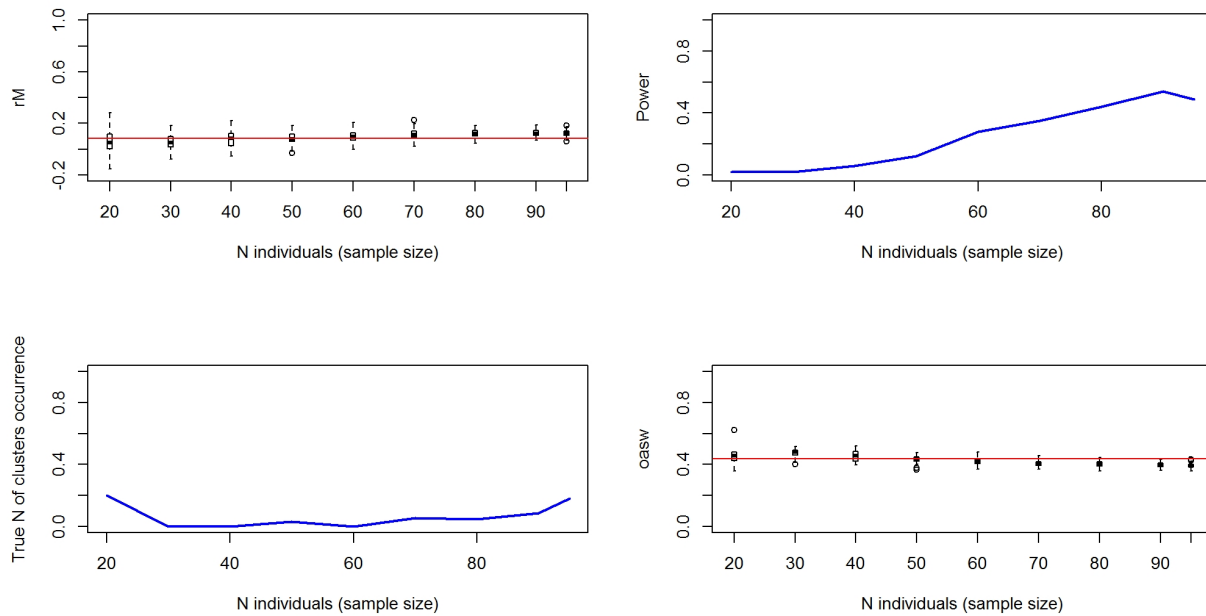 rM
-0.2 0.2 0.6 1.0
20 30 40 50 60 70 80 90
N individuals (sample size)
Power
0.0 0.4 0.8
20 40 60 80
N individuals (sample size)
True N of clusters occurrence
0.0 0.4 0.8
20 40 60 80
N individuals (sample size)
oasw
0.0 0.4 0.8
20 30 40 50 60 70 80 90
N individuals (sample size)